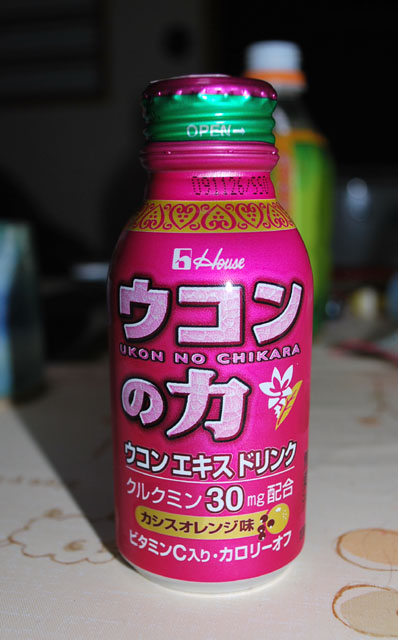 OPEN→
091126/SS01
House
ウコン
UKON NO CHIKARA
の力
ウコンエキスドリンク
クルクミン30mg配合
カシスオレンジ味
ビタミンC入り・カロリーオフ